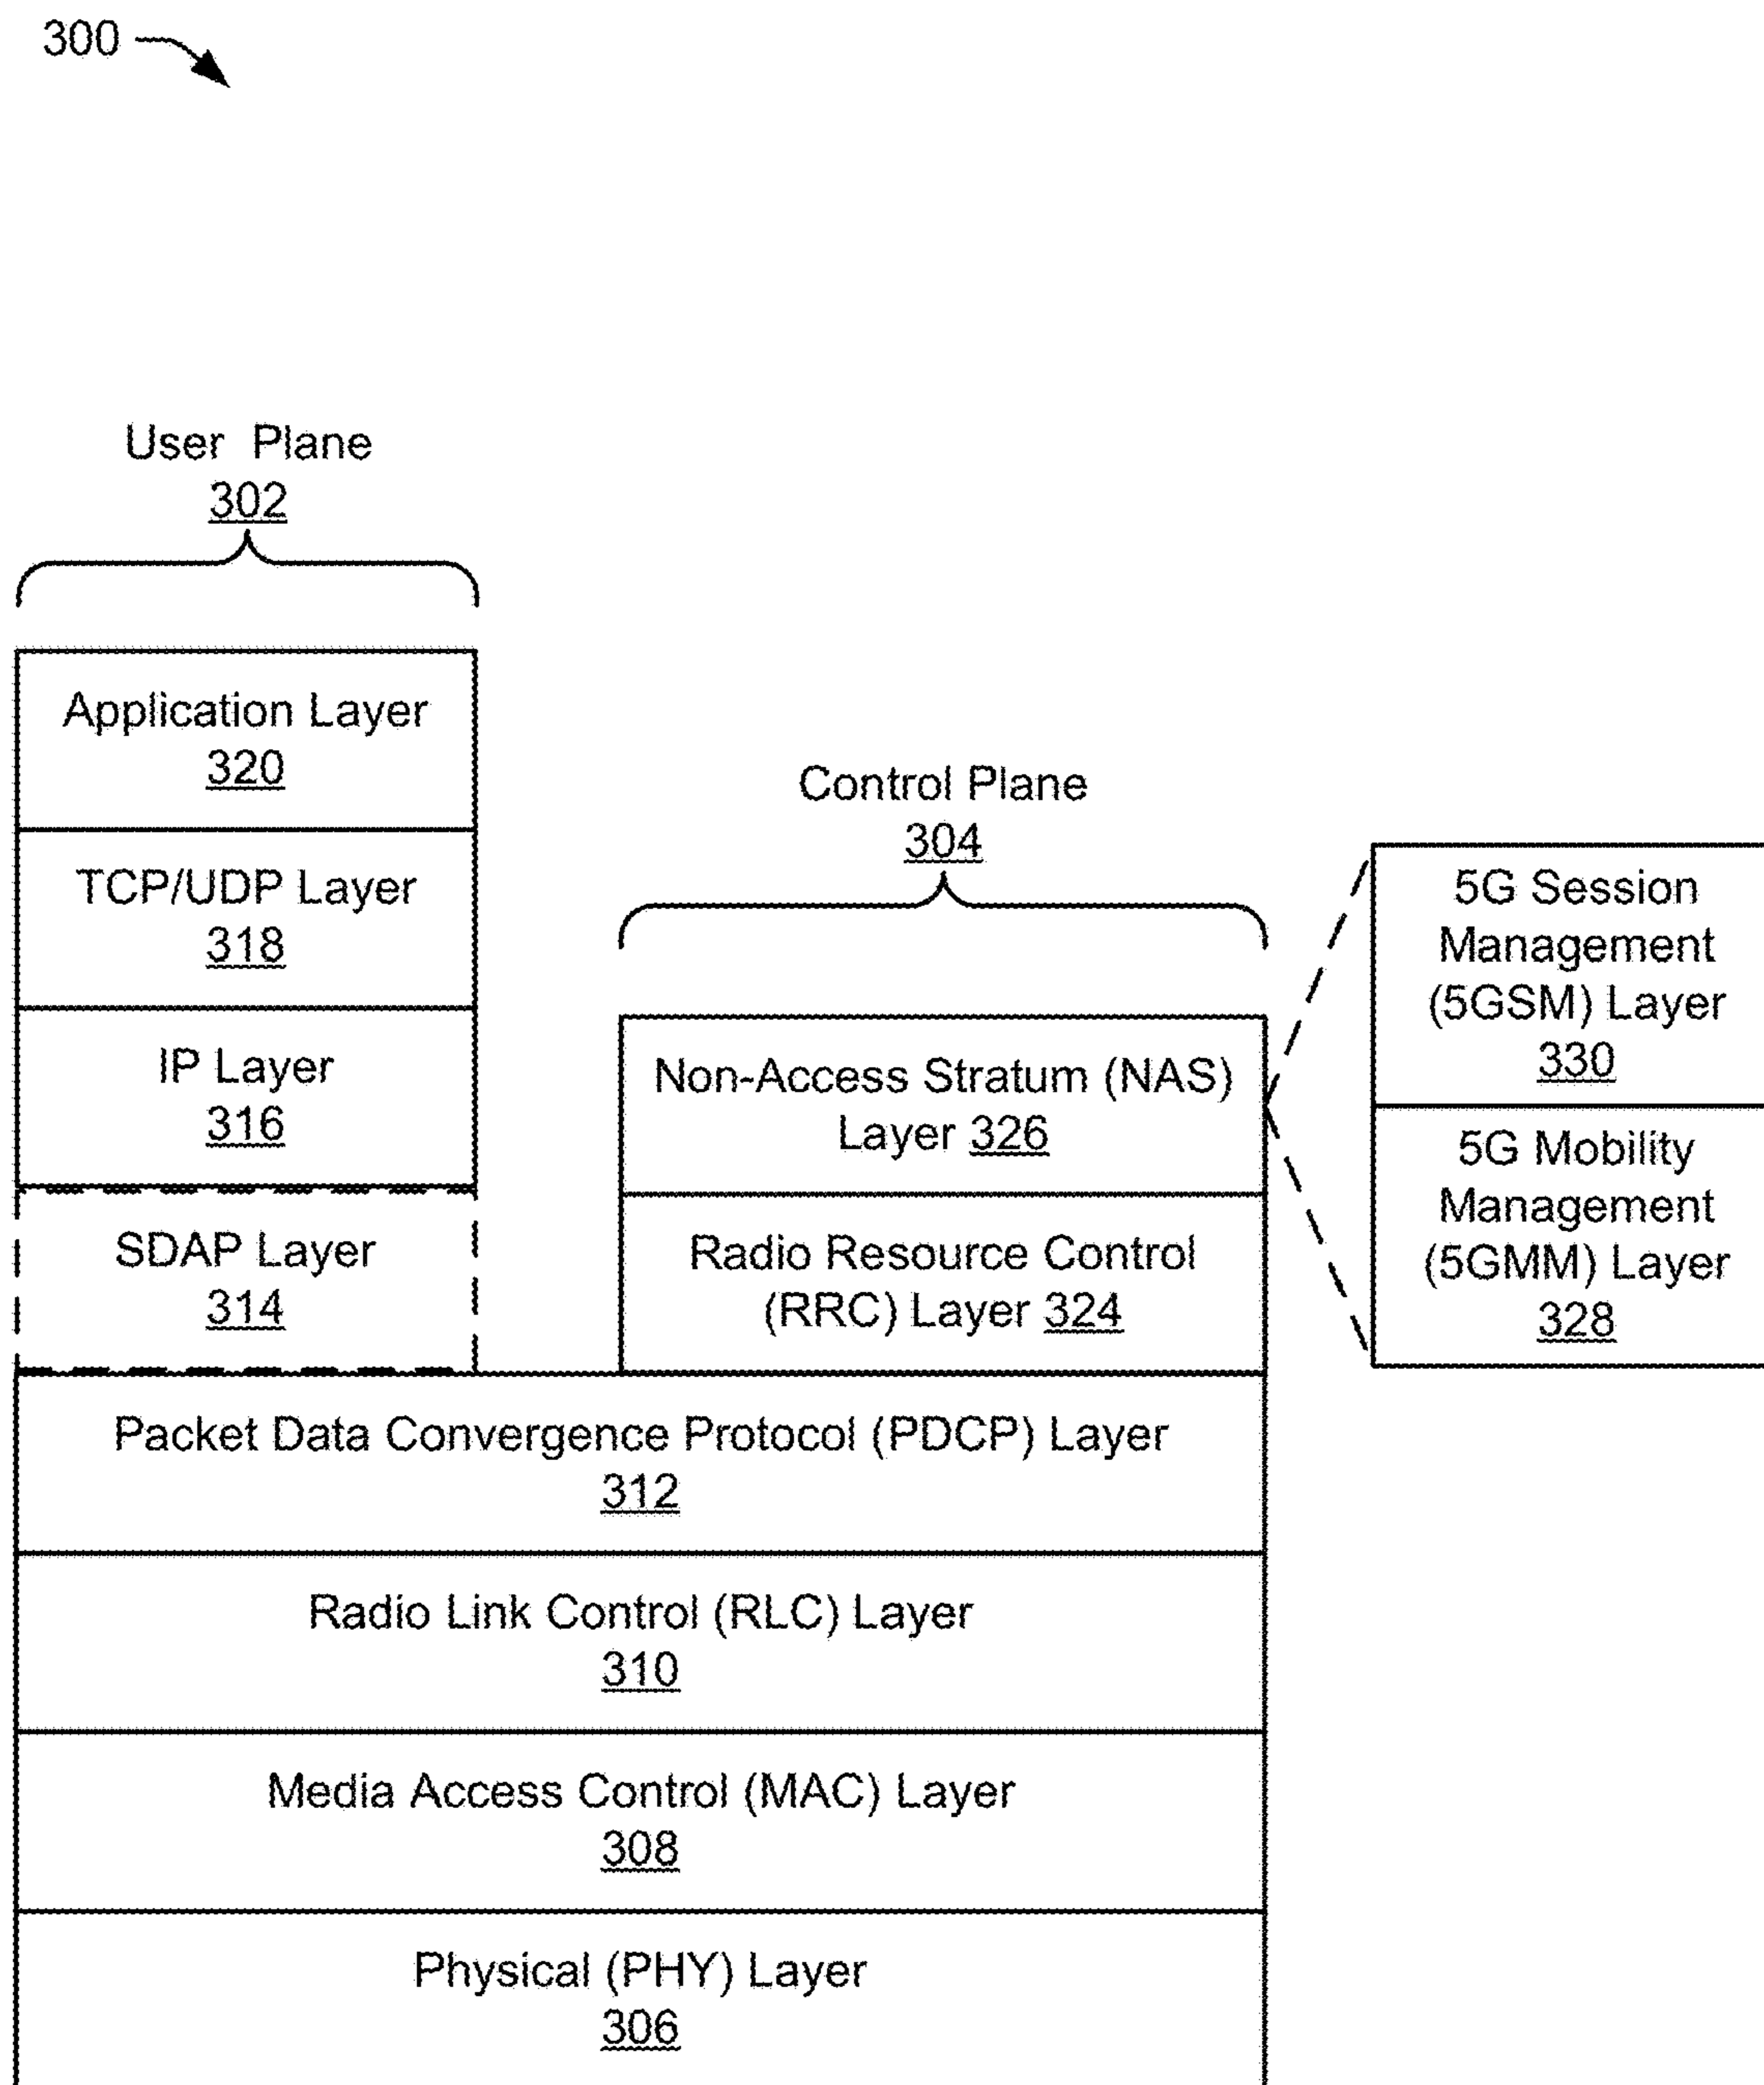 300
User Plane
302
Application Layer
320
TCP/UDP Layer
318
IP Layer
316
SDAP Layer
314
Control Plane
304
Non-Access Stratum (NAS)
Layer 326
Radio Resource Control
(RRC) Layer 324
5G Session
Management
(5GSM) Layer
330
5G Mobility
Management
(5GMM) Layer
328
Packet Data Convergence Protocol (PDCP) Layer
312
Radio Link Control (RLC) Layer
310
Media Access Control (MAC) Layer
308
Physical (PHY) Layer
306